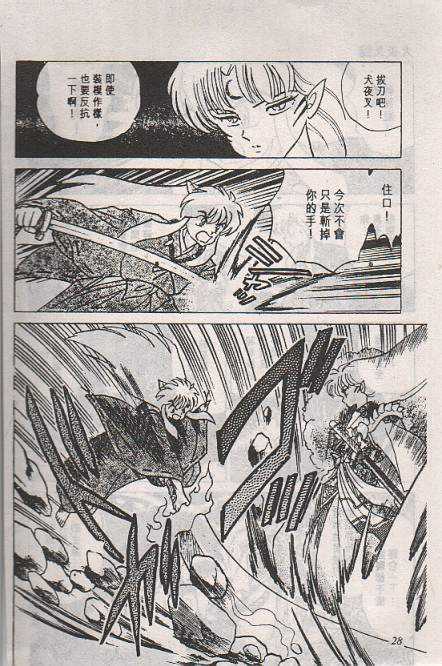 拔刀吧！
犬夜叉！
即使
裝模作樣，
也要反抗
一下啊！
住口！
今次不會
只是斬掉
你的手！
28